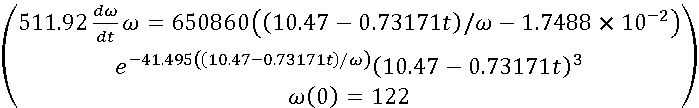 511.92 dω/dt ω = 650860((10.47 − 0.73171t)/ω − 1.7488 × 10⁻²)
e^(−41.495((10.47−0.73171t)/ω))(10.47 − 0.73171t)³
ω(0) = 122